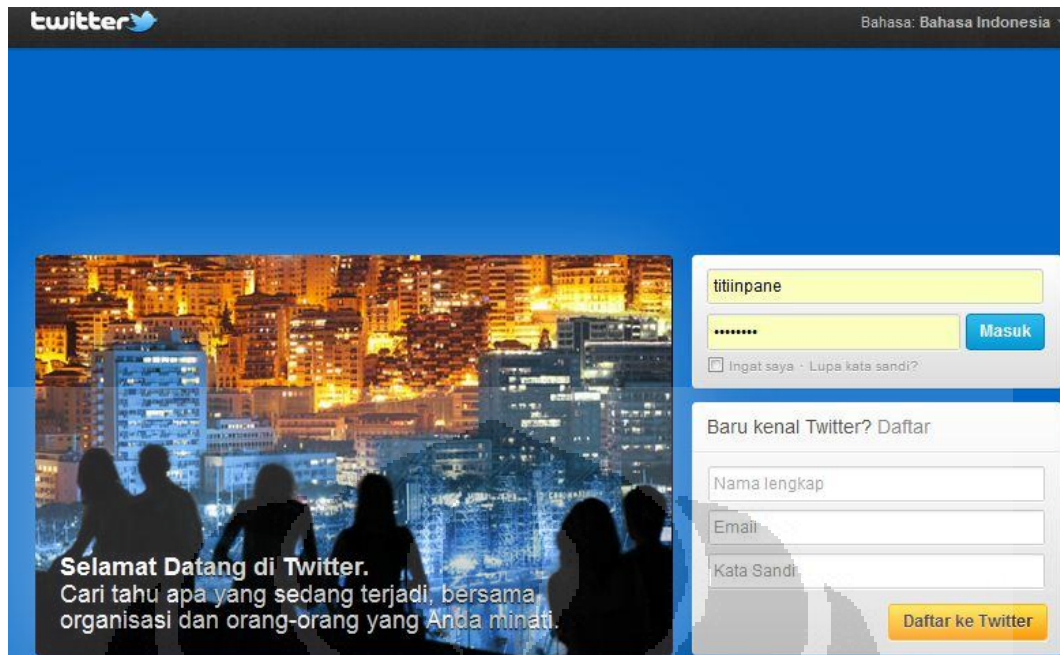 twitter
Bahasa: Bahasa Indonesia
titiinpane
•••••••• Masuk
Ingat saya · Lupa kata sandi?
Baru kenal Twitter? Daftar
Nama lengkap
Email
Kata Sandi
Daftar ke Twitter
Selamat Datang di Twitter.
Cari tahu apa yang sedang terjadi, bersama
organisasi dan orang-orang yang Anda minati.